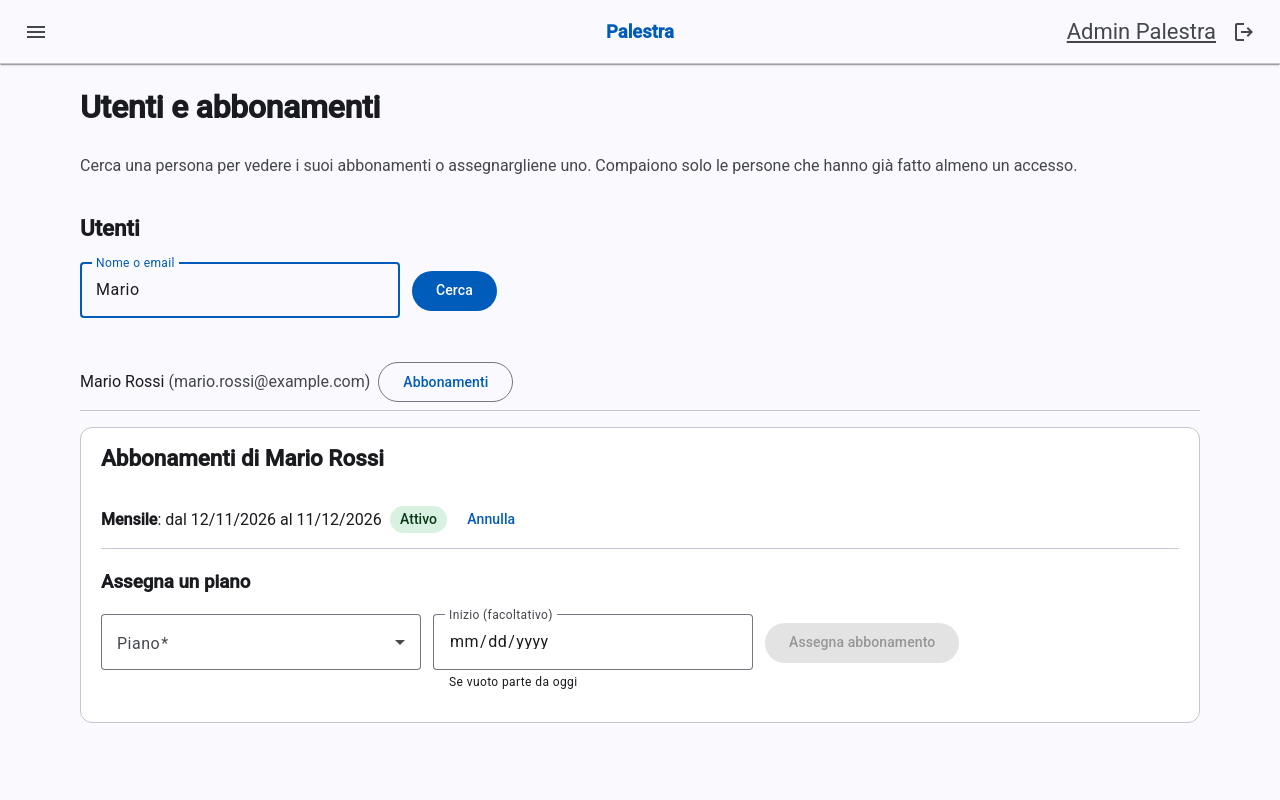 Palestra
Admin Palestra
Utenti e abbonamenti
Cerca una persona per vedere i suoi abbonamenti o assegnargliene uno. Compaiono solo le persone che hanno già fatto almeno un accesso.
Utenti
Nome o email
Mario
Cerca
Mario Rossi (mario.rossi@example.com) Abbonamenti
Abbonamenti di Mario Rossi
Mensile: dal 12/11/2026 al 11/12/2026 Attivo Annulla
Assegna un piano
Inizio (facoltativo)
Piano* mm/dd/yyyy Assegna abbonamento
Se vuoto parte da oggi